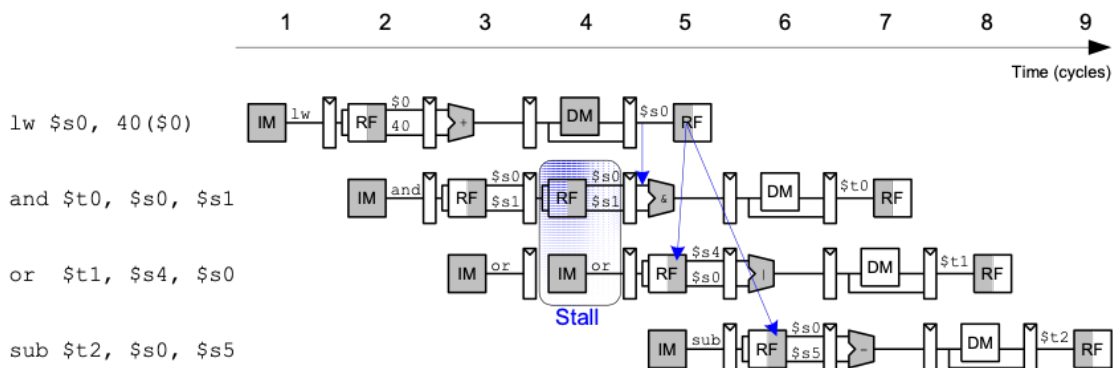 1 2 3 4 5 6 7 8 9
Time (cycles)
lw $s0, 40($0)
IM lw RF $0 40 + DM $s0 RF
and $t0, $s0, $s1
IM and RF $s0 $s1 RF $s0 $s1 & DM $t0 RF
or $t1, $s4, $s0
IM or IM or RF $s4 $s0 | DM $t1 RF
Stall
sub $t2, $s0, $s5
IM sub RF $s0 $s5 - DM $t2 RF